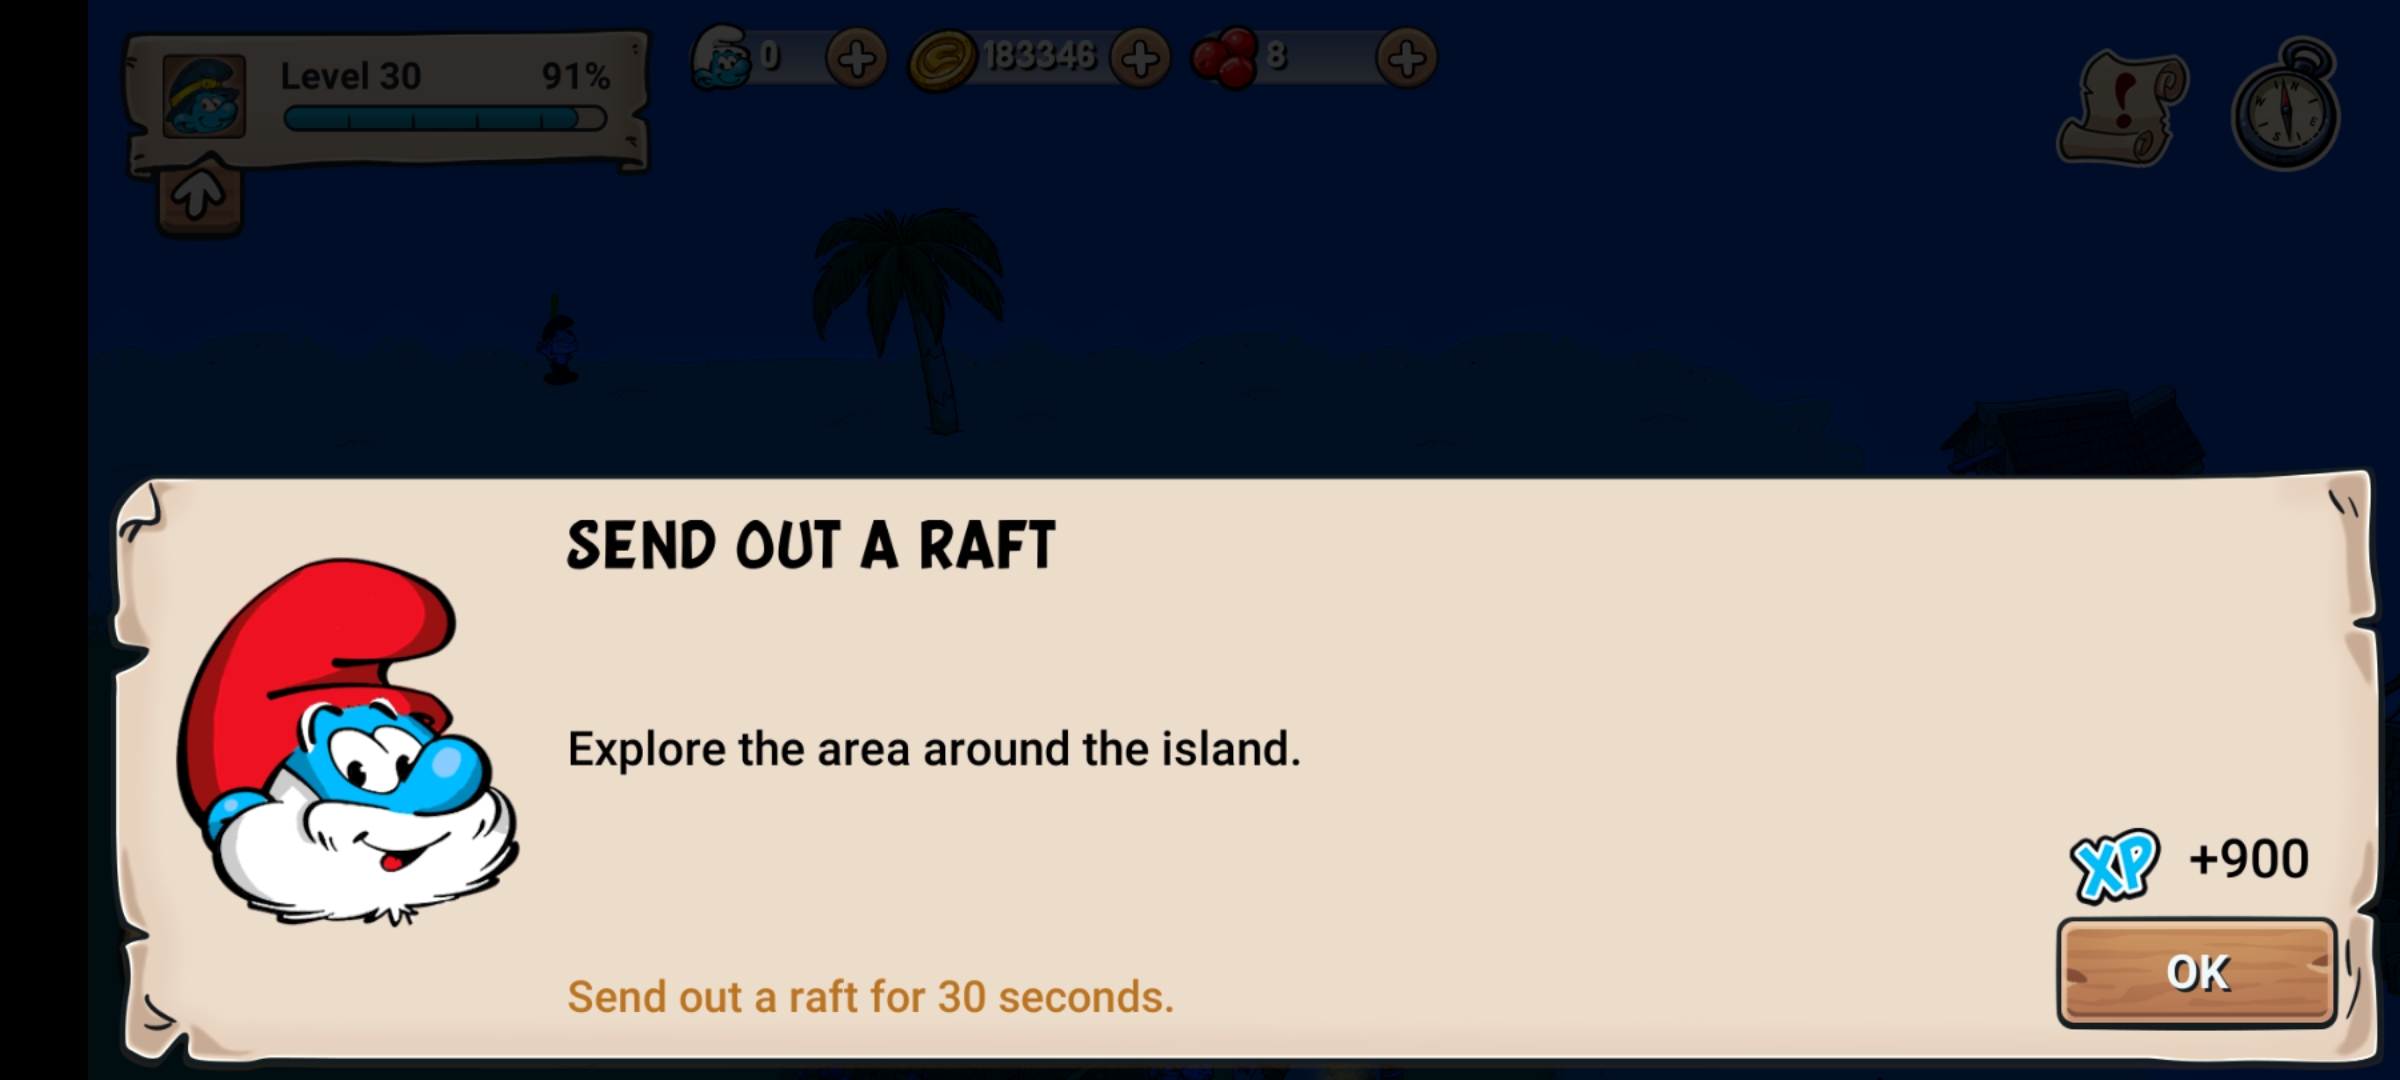 Level 30 91%
0 183346 8
SEND OUT A RAFT
Explore the area around the island.
XP +900
Send out a raft for 30 seconds.
OK